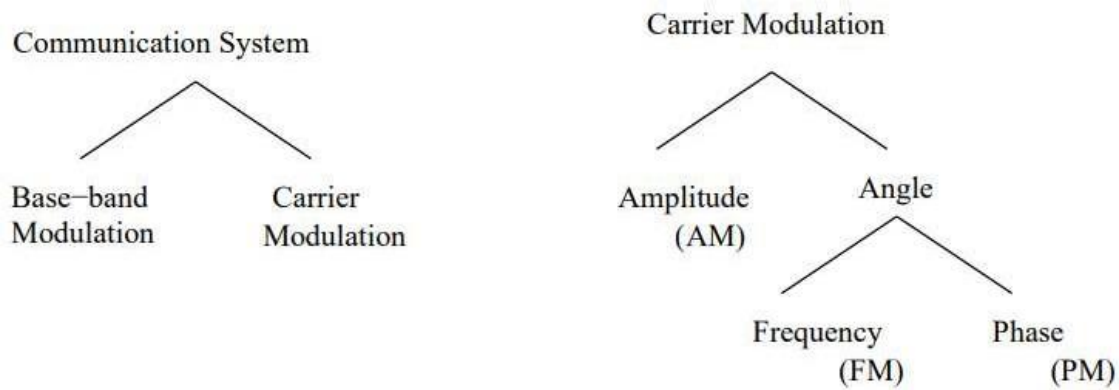 Communication System
Base−band
Modulation
Carrier
Modulation
Carrier Modulation
Amplitude
(AM)
Angle
Frequency
(FM)
Phase
(PM)